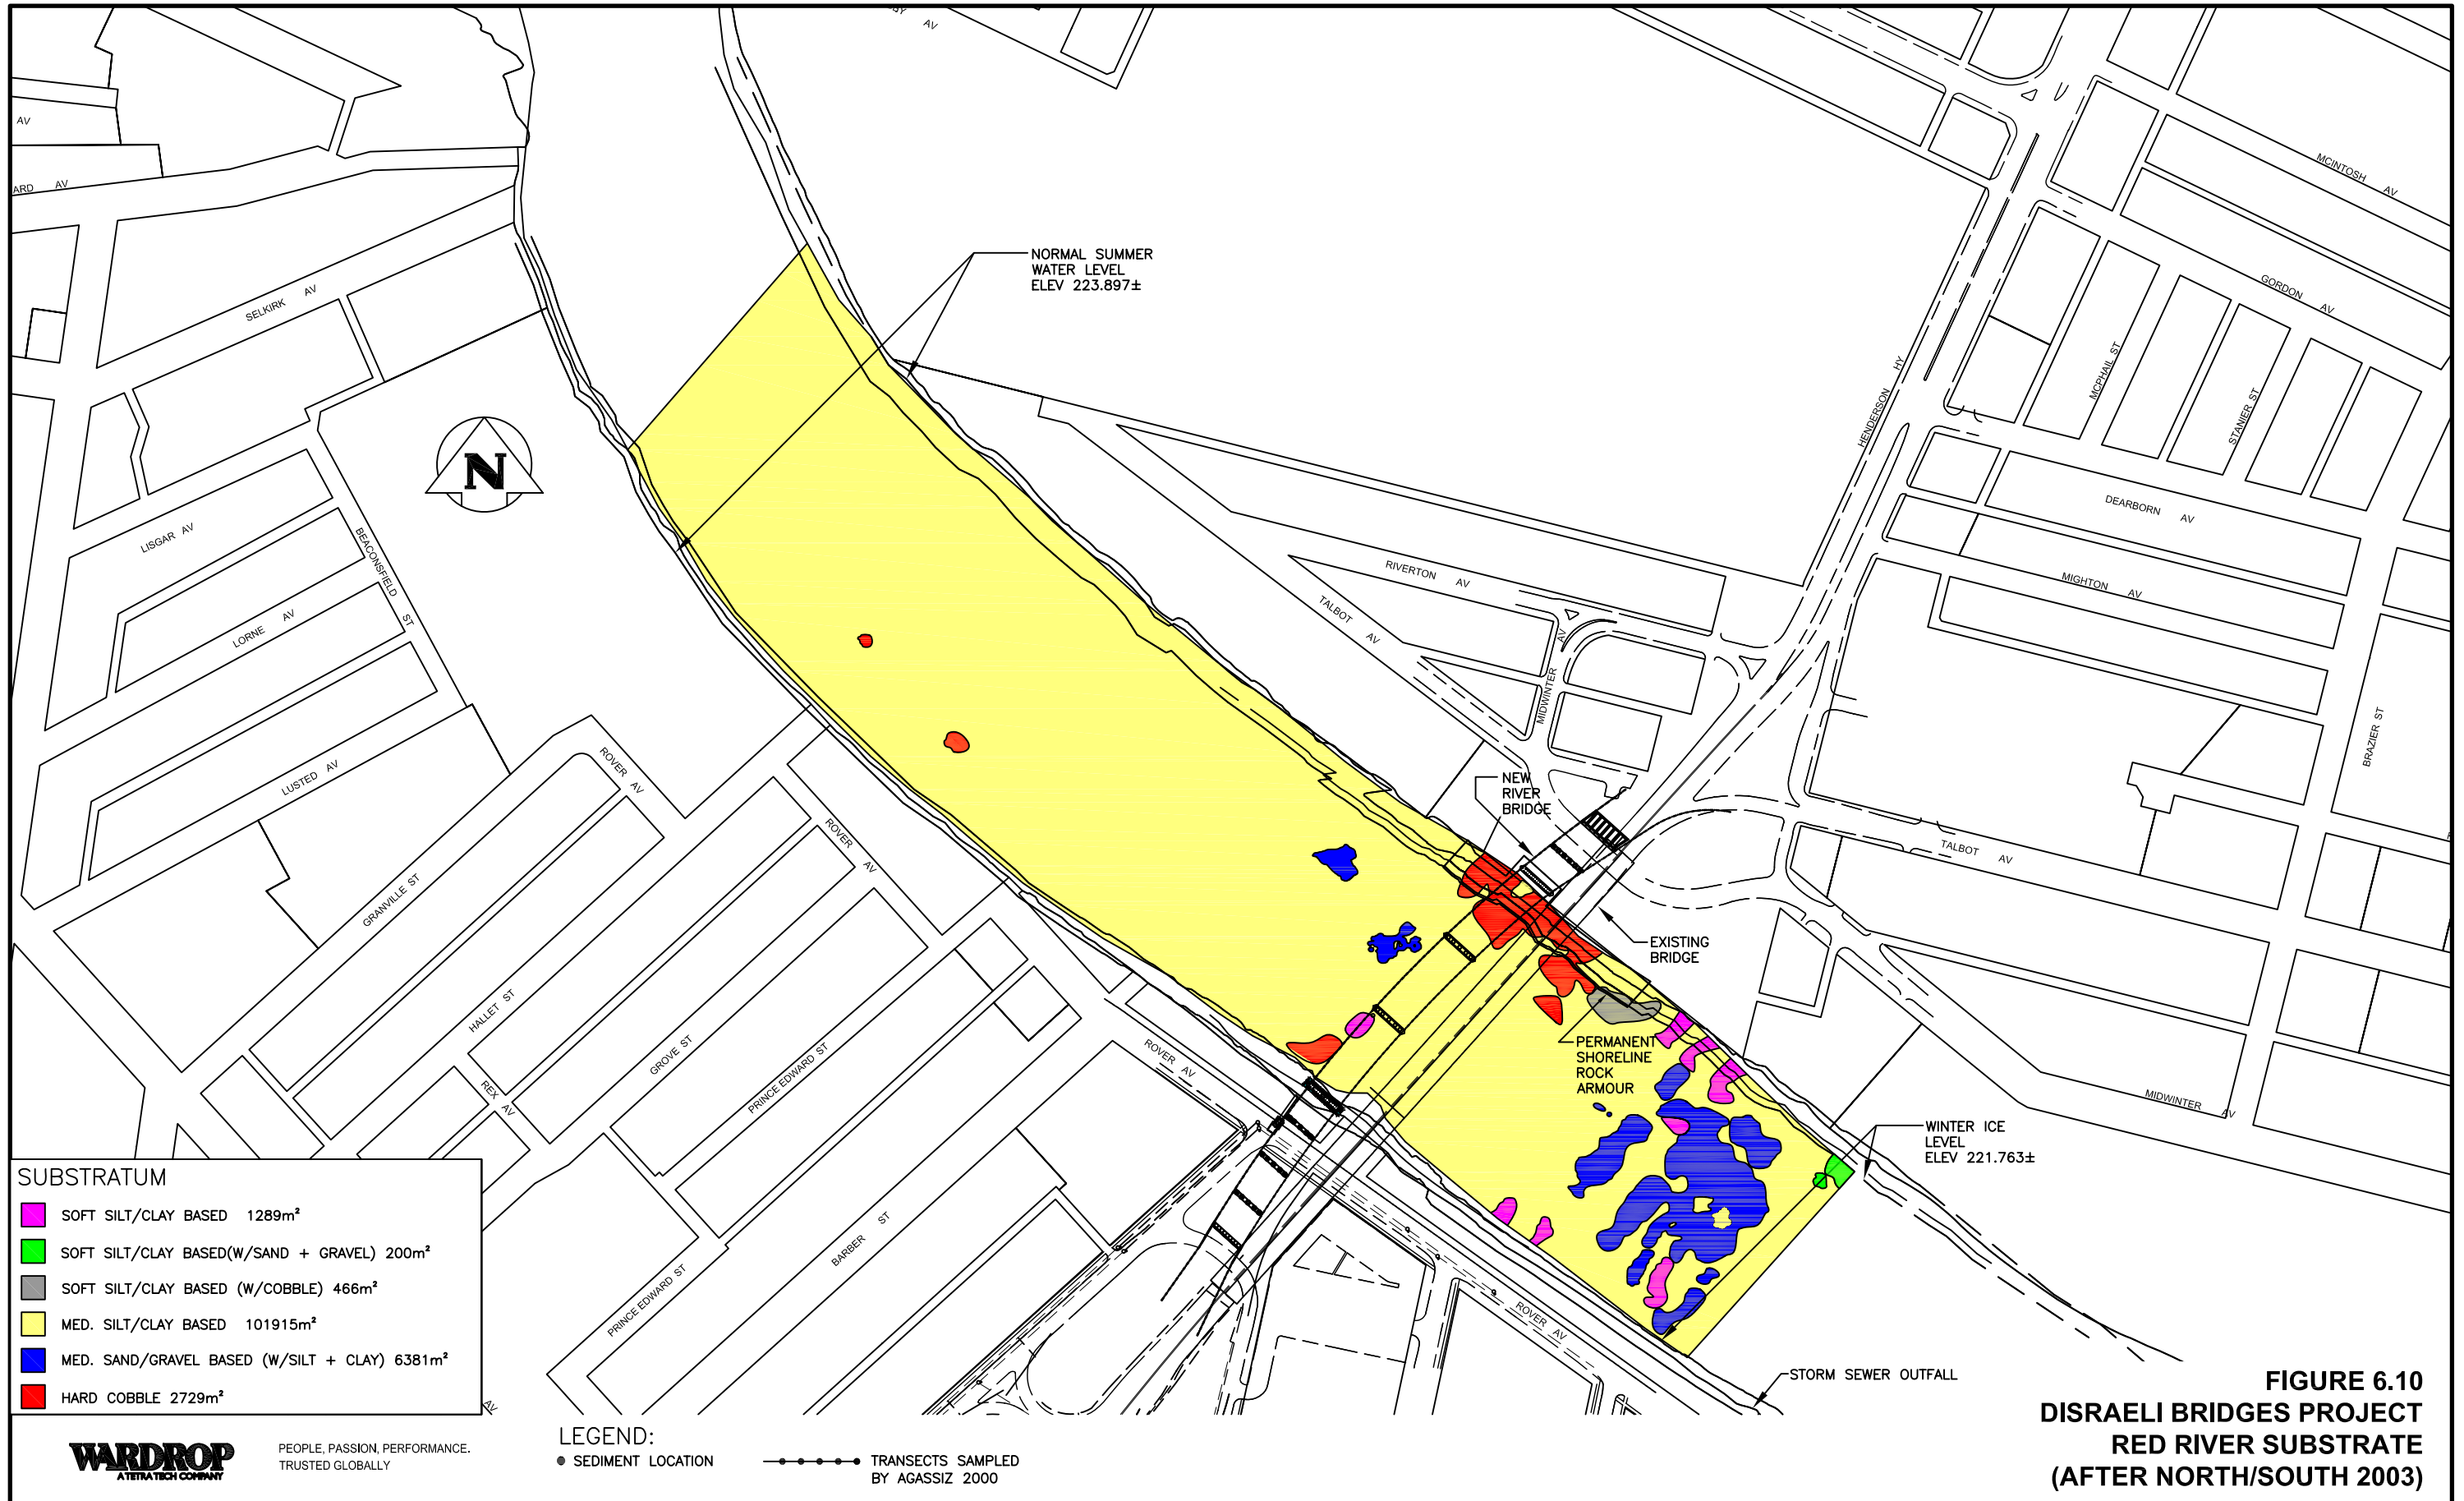 AV
AV
ARD AV
MCINTOSH AV
NORMAL SUMMER
WATER LEVEL
ELEV 223.897±
SELKIRK AV
GORDON AV
HENDERSON HY
MCPHAIL ST
STANIER ST
N
DEARBORN AV
LISGAR AV
BEACONSFIELD ST
RIVERTON AV
MIGHTON AV
TALBOT AV
LORNE AV
MIDWINTER AV
BRAZIER ST
LUSTED AV
ROVER AV
NEW
RIVER
BRIDGE
ROVER AV
TALBOT AV
GRANVILLE ST
EXISTING
BRIDGE
HALLET ST
GROVE ST
ROVER AV
PERMANENT
SHORELINE
ROCK
ARMOUR
REX AV
PRINCE EDWARD ST
MIDWINTER AV
WINTER ICE
LEVEL
ELEV 221.763±
BARBER ST
PRINCE EDWARD ST
ROVER AV
STORM SEWER OUTFALL
AV
SUBSTRATUM
SOFT SILT/CLAY BASED 1289m²
SOFT SILT/CLAY BASED(W/SAND + GRAVEL) 200m²
SOFT SILT/CLAY BASED (W/COBBLE) 466m²
MED. SILT/CLAY BASED 101915m²
MED. SAND/GRAVEL BASED (W/SILT + CLAY) 6381m²
HARD COBBLE 2729m²
WARDROP
A TETRA TECH COMPANY
PEOPLE, PASSION, PERFORMANCE.
TRUSTED GLOBALLY
LEGEND:
SEDIMENT LOCATION
TRANSECTS SAMPLED
BY AGASSIZ 2000
FIGURE 6.10
DISRAELI BRIDGES PROJECT
RED RIVER SUBSTRATE
(AFTER NORTH/SOUTH 2003)